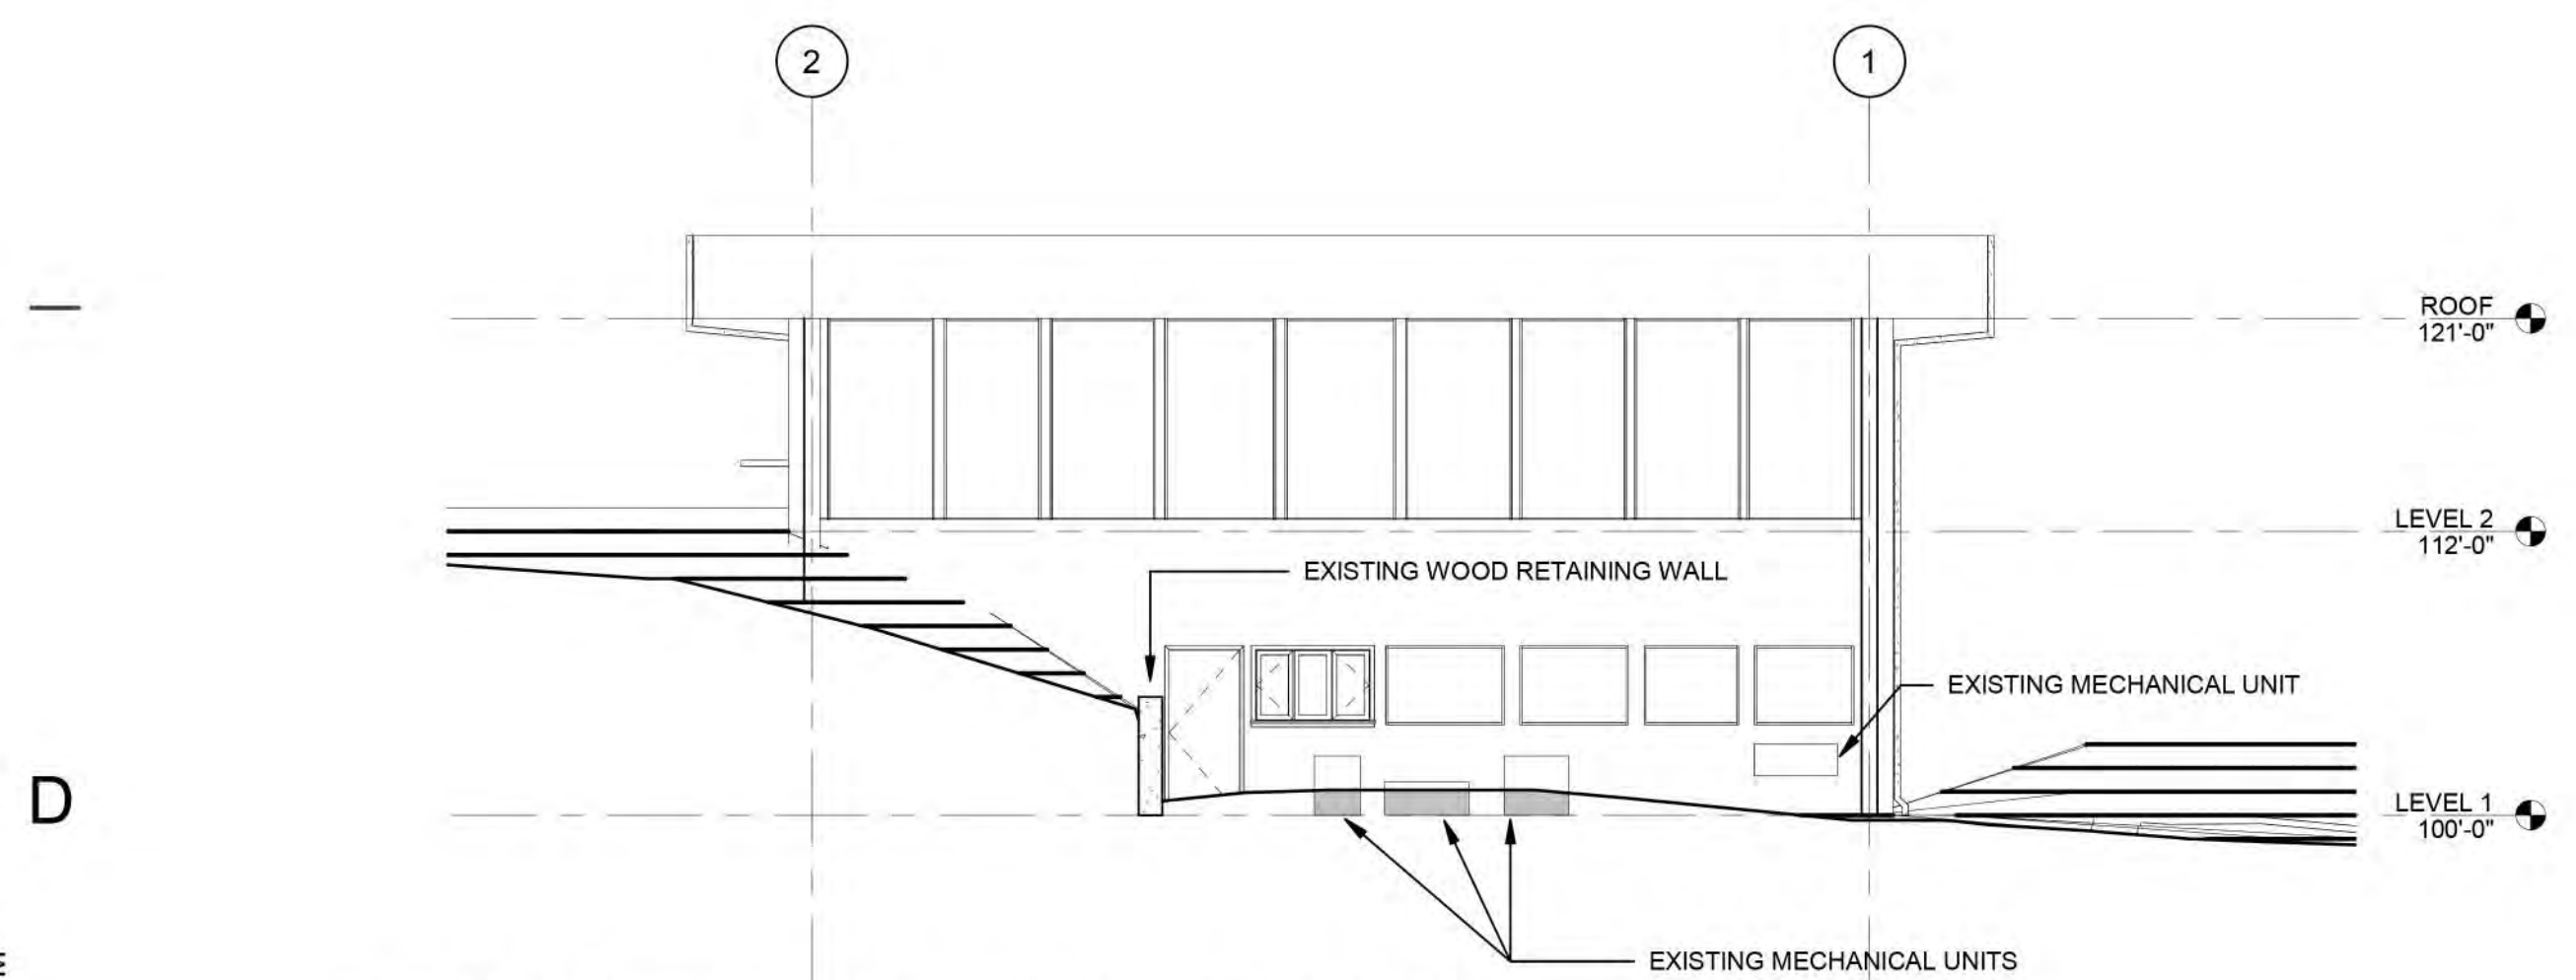 2
1
ROOF
121'-0"
LEVEL 2
112'-0"
EXISTING WOOD RETAINING WALL
EXISTING MECHANICAL UNIT
D
LEVEL 1
100'-0"
EXISTING MECHANICAL UNITS